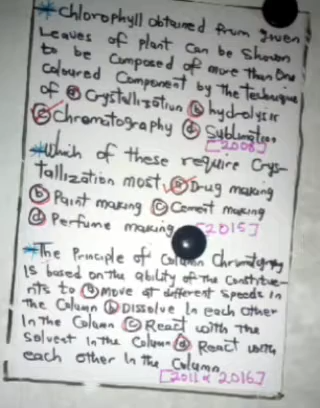 * Chlorophyll obtained from green
Leaves of plant can be shown
to be composed of more than one
Coloured Component by the Technique
of ⓐ Crystallization ⓑ hydrolysis
ⓒ Chromatography ⓓ Sublimation
[2008]
* Which of these require Crys-
tallization most ⓐ Drug making
ⓑ Paint making ⓒ Cement making
ⓓ Perfume making [2015]
* The Principle of Column Chromatography
Is based on the ability of the Constitue-
nts to ⓐ move at different speeds in
the Column ⓑ Dissolve In each other
In the Column ⓒ React with the
Solvent In the Column ⓓ React with
each other In the Column
[2011 & 2016]